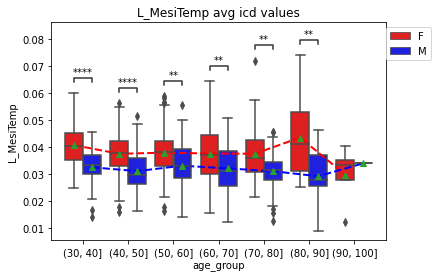 L_MesiTemp avg icd values
F
M
L_MesiTemp
0.08
0.07
0.06
0.05
0.04
0.03
0.02
0.01
**** **** ** ** ** **
(30, 40] (40, 50] (50, 60] (60, 70] (70, 80] (80, 90] (90, 100]
age_group